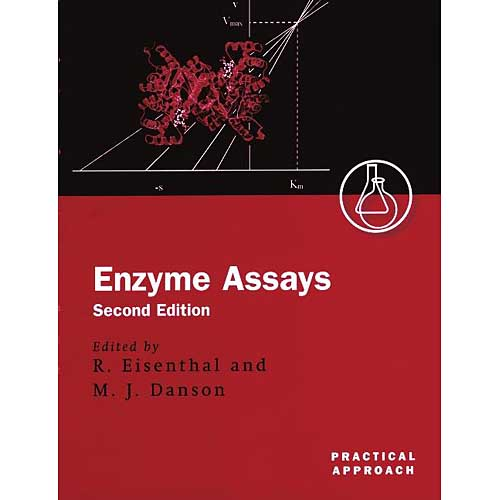 v
Vmax
-s
Km
Enzyme Assays
Second Edition
Edited by
R. Eisenthal and
M. J. Danson
PRACTICAL
APPROACH